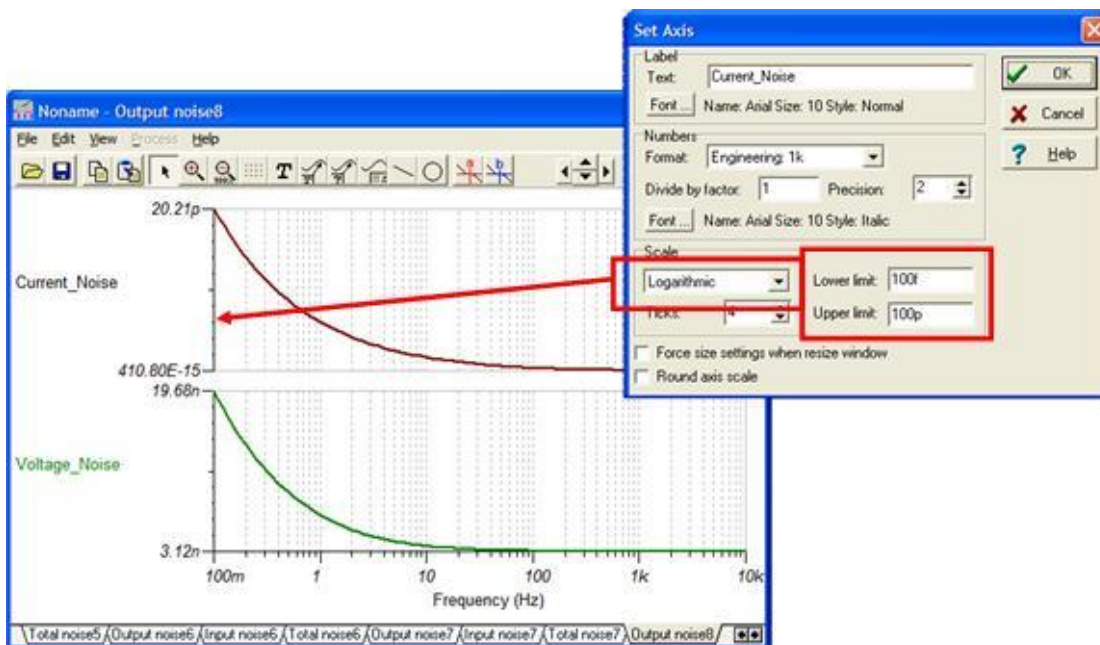 Noname - Output noise8
File Edit View Process Help
T
a
b
20.21p
Current_Noise
410.80E-15
19.68n
Voltage_Noise
3.12n
100m 1 10 100 1k 10k
Frequency (Hz)
Total noise5 Output noise6 Input noise6 Total noise6 Output noise7 Input noise7 Total noise7 Output noise8
Set Axis
Label
Text: Current_Noise
Font ... Name: Arial Size: 10 Style: Normal
Numbers
Format: Engineering: 1k
Divide by factor: 1 Precision: 2
Font ... Name: Arial Size: 10 Style: Italic
Scale
Logarithmic Lower limit: 100f
Ticks: 4 Upper limit: 100p
Force size settings when resize window
Round axis scale
OK
Cancel
? Help